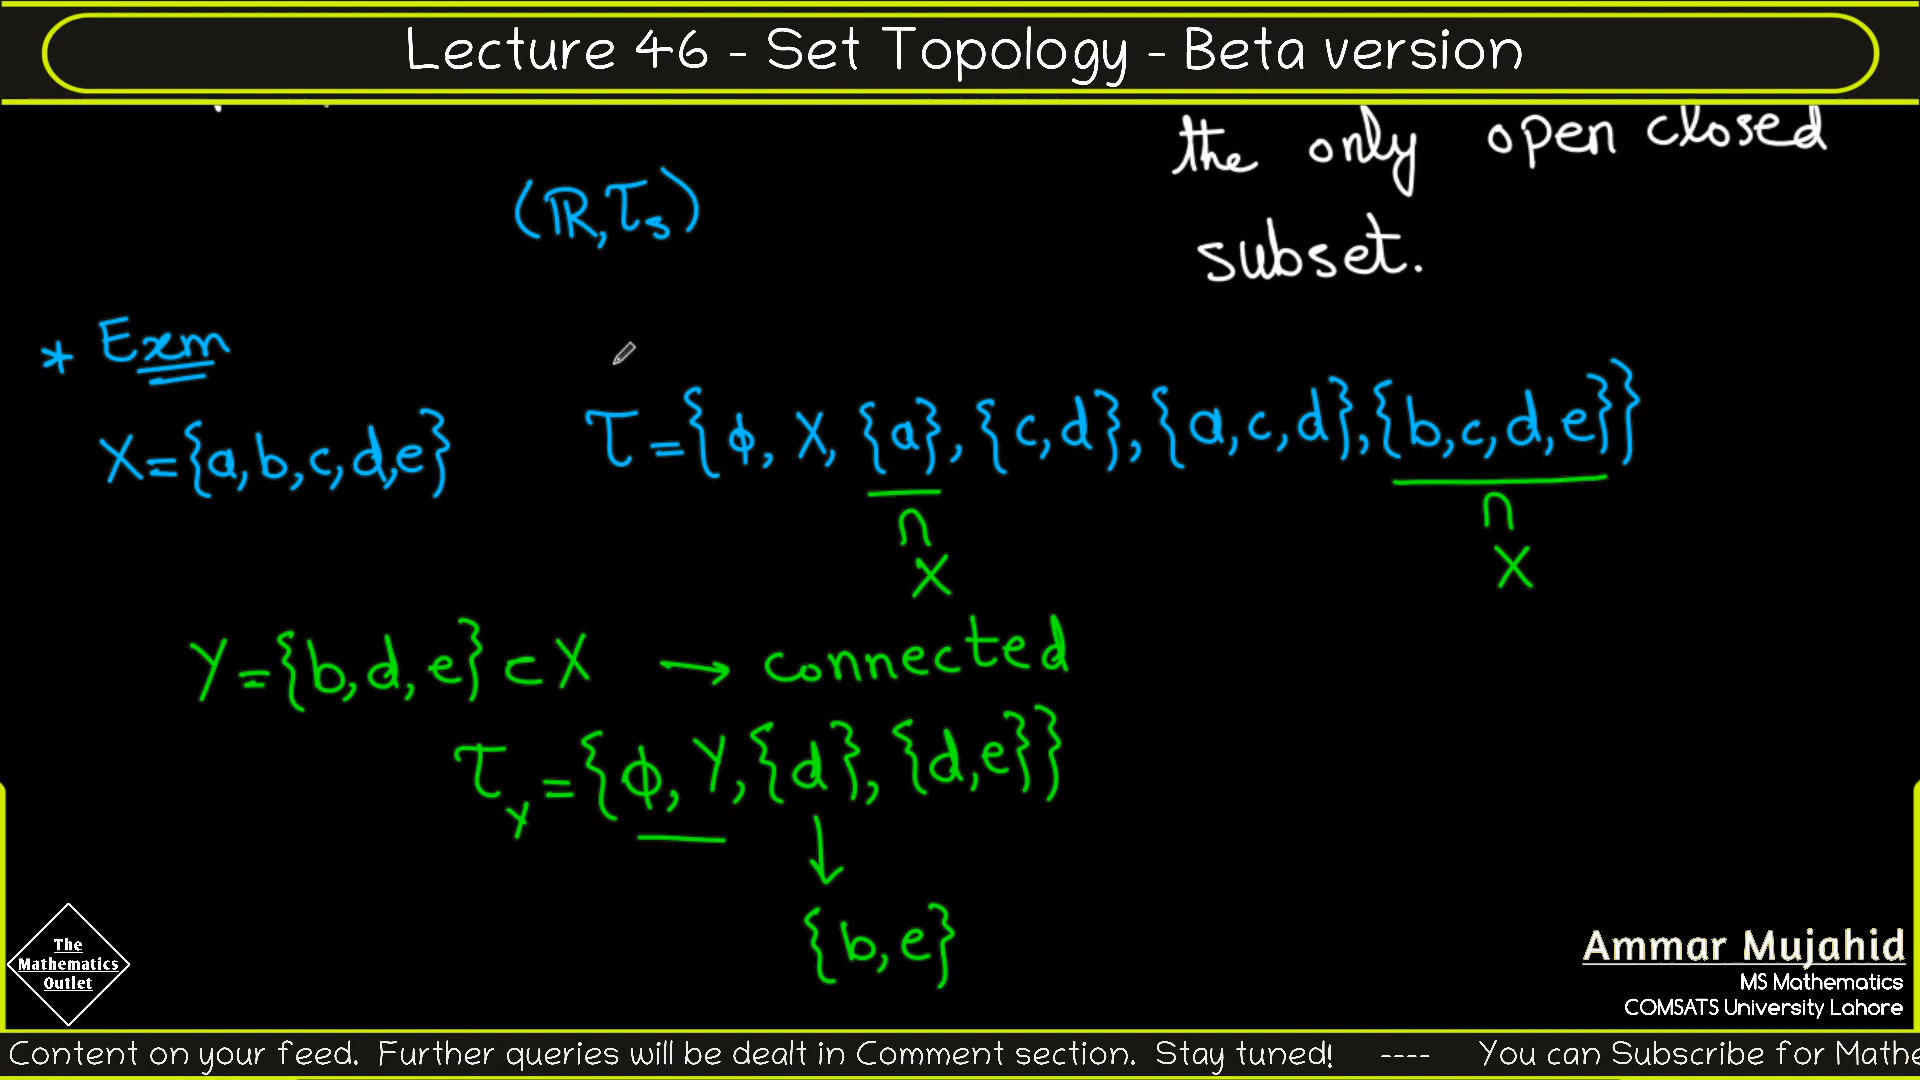 Lecture 46 - Set Topology - Beta version
the only open closed
subset.
(ℝ, τₛ)
* Exm
X={a,b,c,d,e} τ={ϕ, X, {a}, {c,d}, {a,c,d}, {b,c,d,e}}
∩ ∩
X X
Y={b,d,e}⊂X → connected
τ_Y={ϕ, Y, {d}, {d,e}}
↓
{b,e}
The
Mathematics
Outlet
Ammar Mujahid
MS Mathematics
COMSATS University Lahore
Content on your feed. Further queries will be dealt in Comment section. Stay tuned! ---- You can Subscribe for Mathe